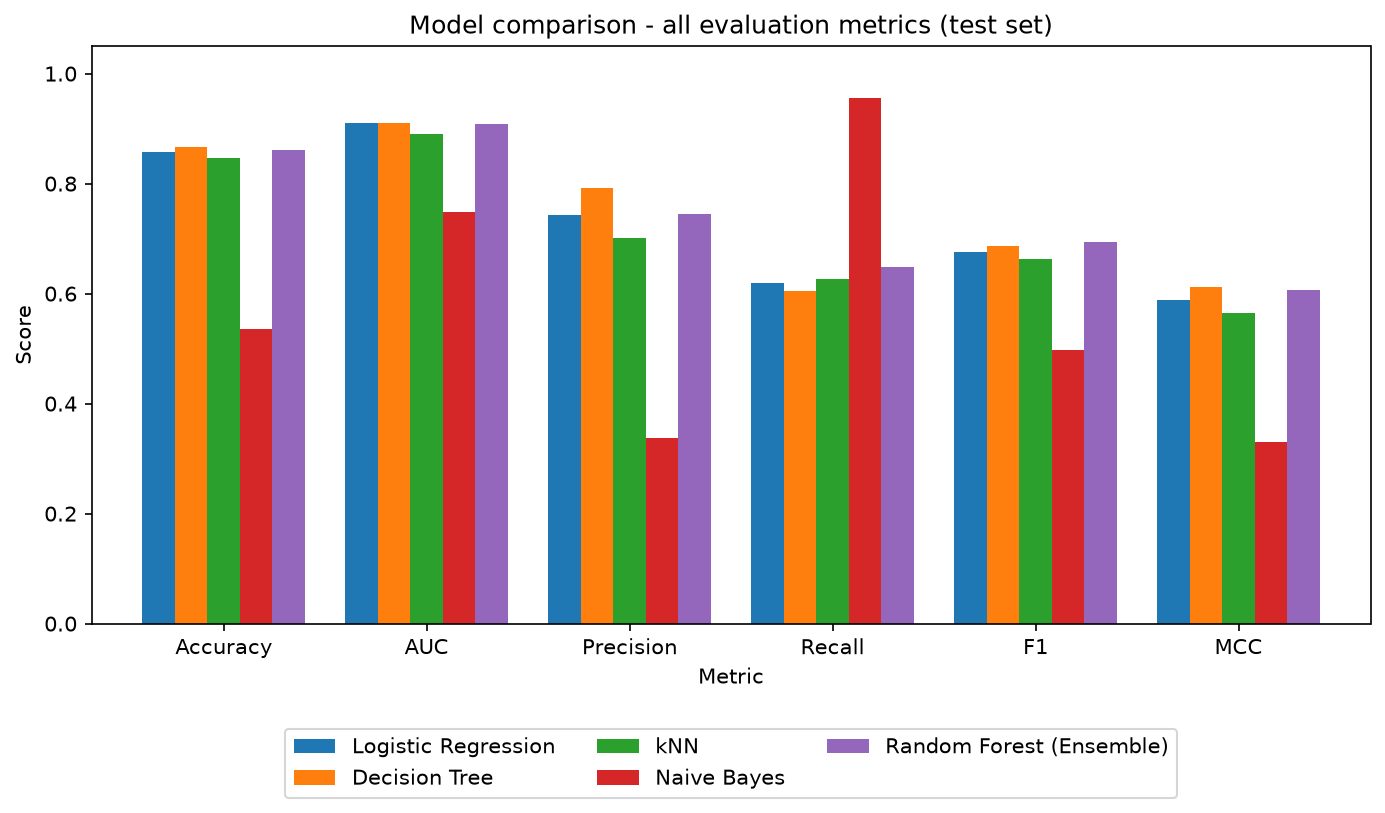 Model comparison - all evaluation metrics (test set)
1.0
0.8
0.6
0.4
0.2
0.0
Score
Accuracy AUC Precision Recall F1 MCC
Metric
Logistic Regression kNN Random Forest (Ensemble)
Decision Tree Naive Bayes